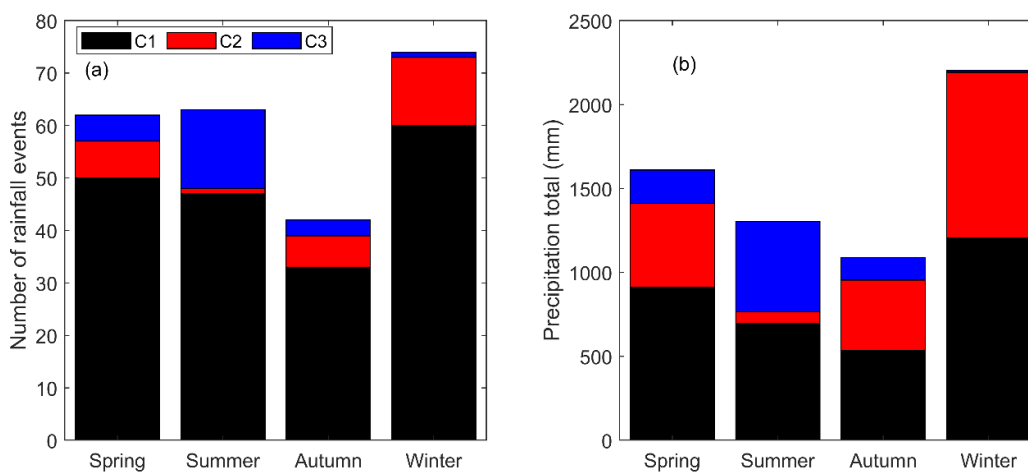 80
70
60
50
40
30
20
10
0
Number of rainfall events
C1 C2 C3
(a)
Spring Summer Autumn Winter
2500
2000
1500
1000
500
0
Precipitation total (mm)
(b)
Spring Summer Autumn Winter